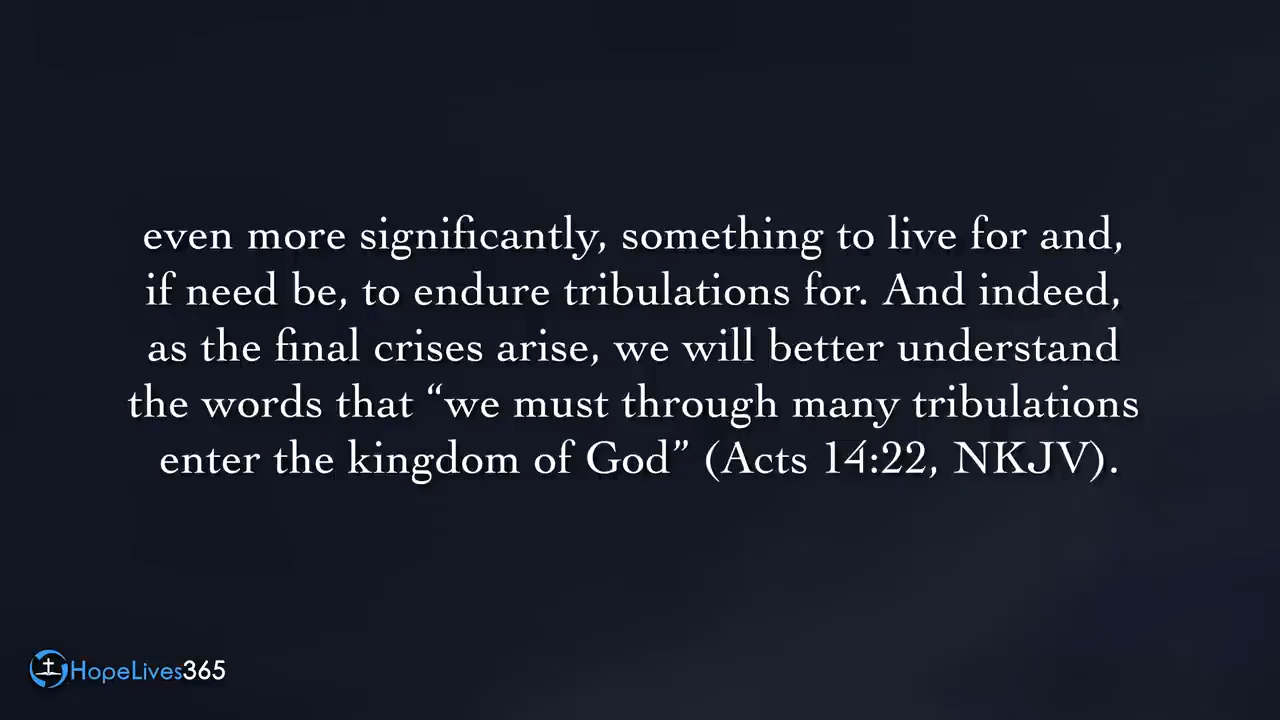 even more significantly, something to live for and,
if need be, to endure tribulations for. And indeed,
as the final crises arise, we will better understand
the words that “we must through many tribulations
enter the kingdom of God” (Acts 14:22, NKJV).
HopeLives365